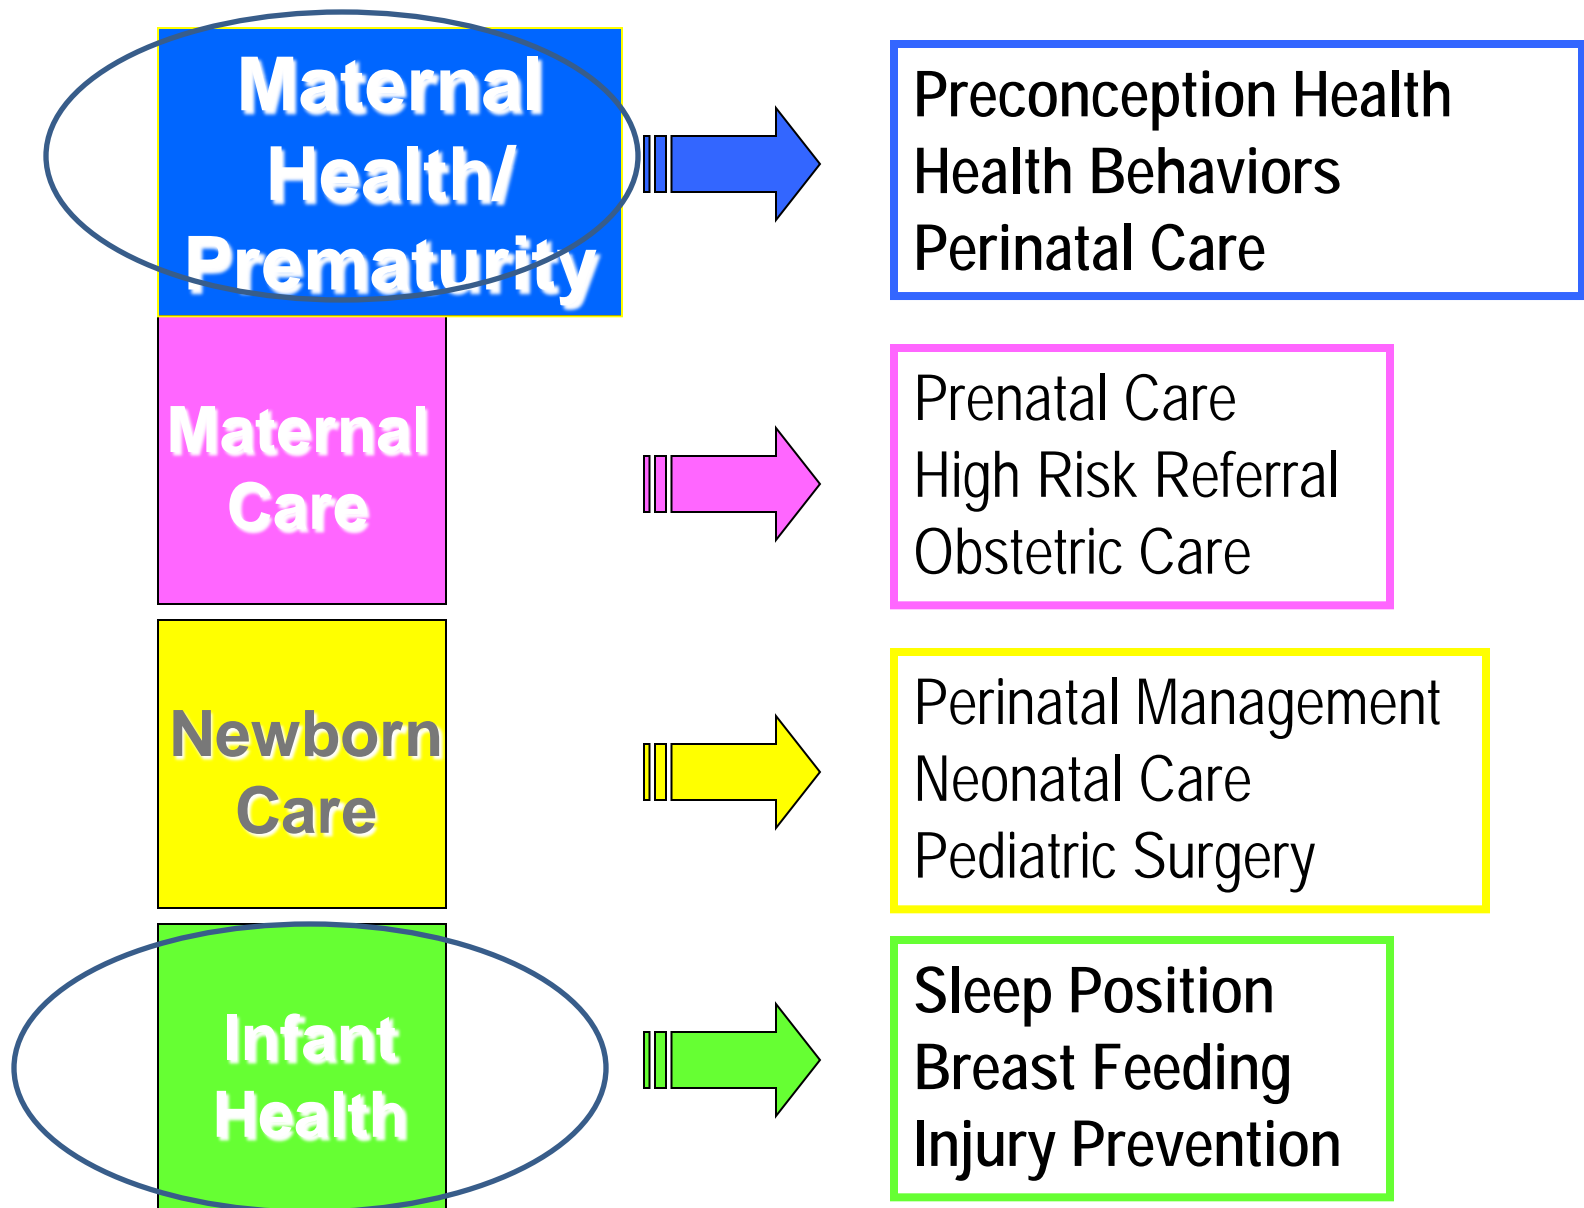 Maternal
Health/
Prematurity
Preconception Health
Health Behaviors
Perinatal Care
Maternal
Care
Prenatal Care
High Risk Referral
Obstetric Care
Newborn
Care
Perinatal Management
Neonatal Care
Pediatric Surgery
Infant
Health
Sleep Position
Breast Feeding
Injury Prevention